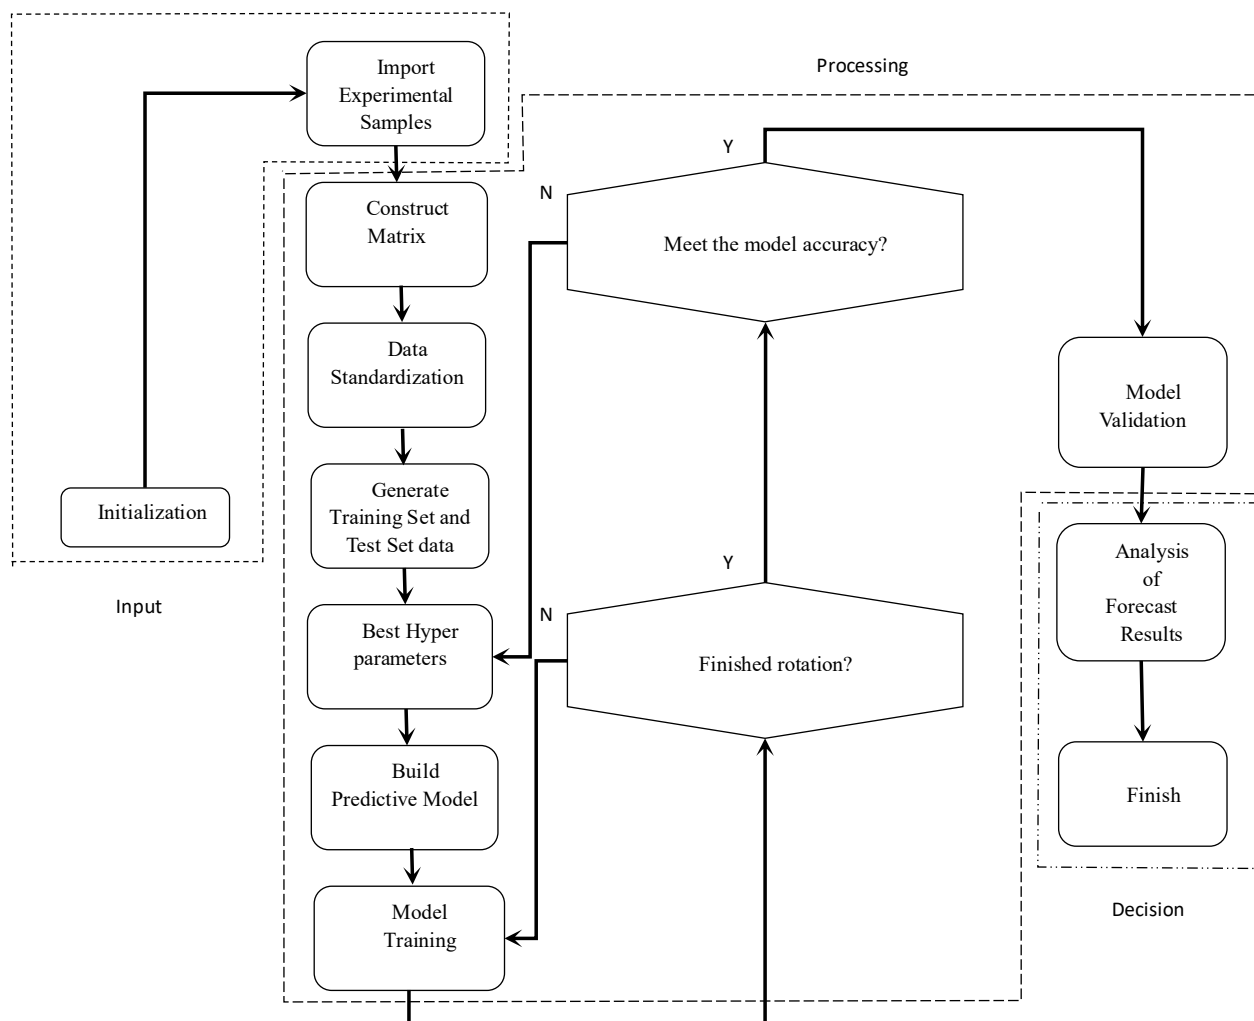 Import
Experimental
Samples
Processing
Y
N
Construct
Matrix
Meet the model accuracy?
Data
Standardization
Model
Validation
Initialization
Generate
Training Set and
Test Set data
Input
Y
N
Analysis
of
Forecast
Results
Best Hyper
parameters
Finished rotation?
Build
Predictive Model
Finish
Model
Training
Decision